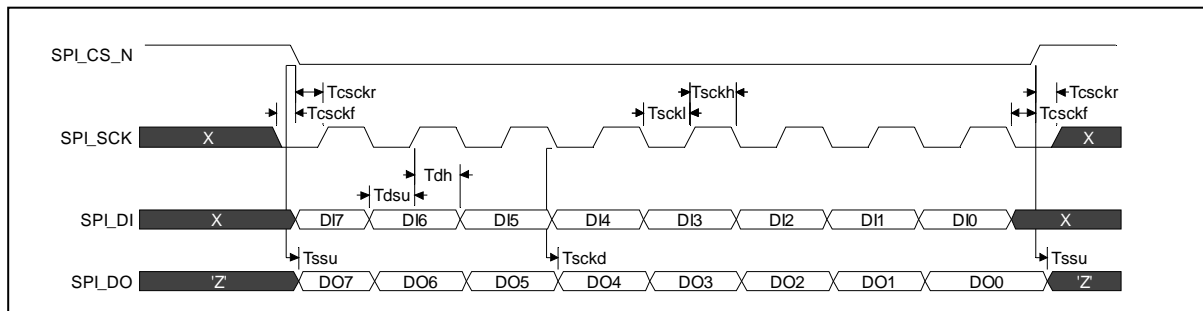 SPI_CS_N
Tcsckr
Tcsckf
Tsckl
Tsckh
Tcsckr
Tcsckf
SPI_SCK
X
X
Tdh
Tdsu
SPI_DI
X
DI7
DI6
DI5
DI4
DI3
DI2
DI1
DI0
X
Tssu
Tsckd
Tssu
SPI_DO
'Z'
DO7
DO6
DO5
DO4
DO3
DO2
DO1
DO0
'Z'